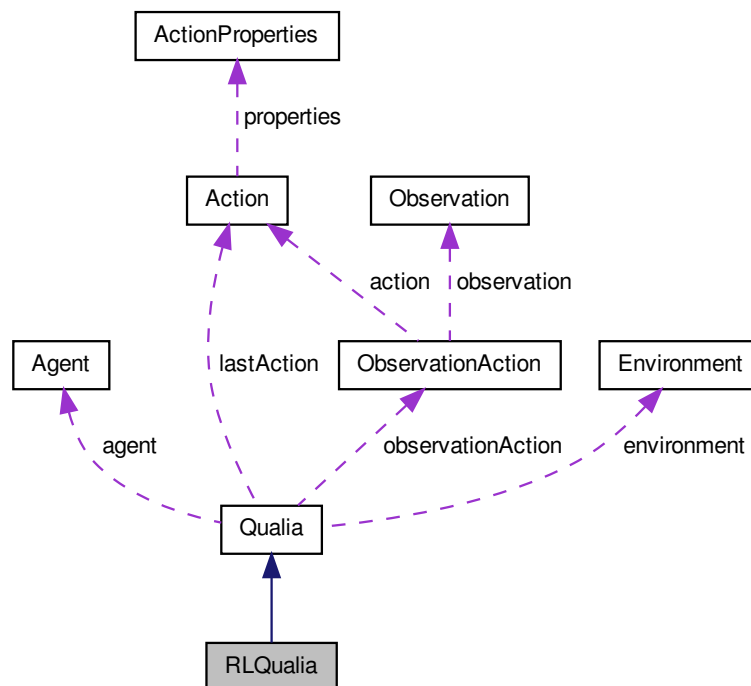 ActionProperties
properties
Action
Observation
action
observation
Agent
lastAction
ObservationAction
Environment
agent
observationAction
environment
Qualia
RLQualia